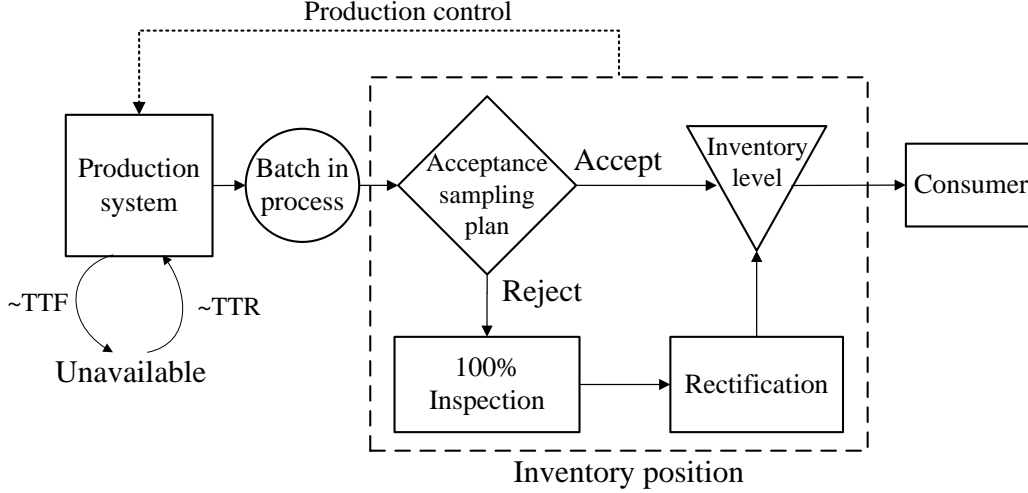 Production control
Production
system
Batch in
process
Acceptance
sampling
plan
Accept
Inventory
level
Consumer
~TTF
~TTR
Unavailable
Reject
100%
Inspection
Rectification
Inventory position